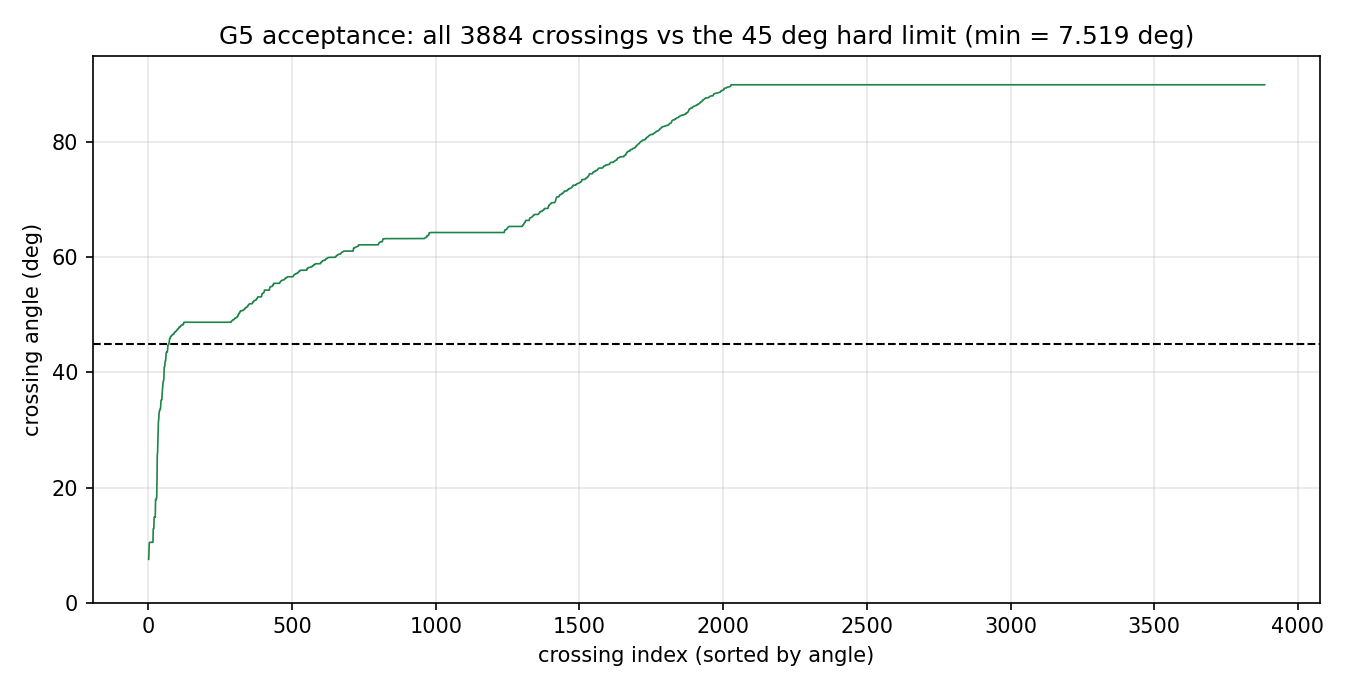 G5 acceptance: all 3884 crossings vs the 45 deg hard limit (min = 7.519 deg)
crossing angle (deg)
80
60
40
20
0
0 500 1000 1500 2000 2500 3000 3500 4000
crossing index (sorted by angle)